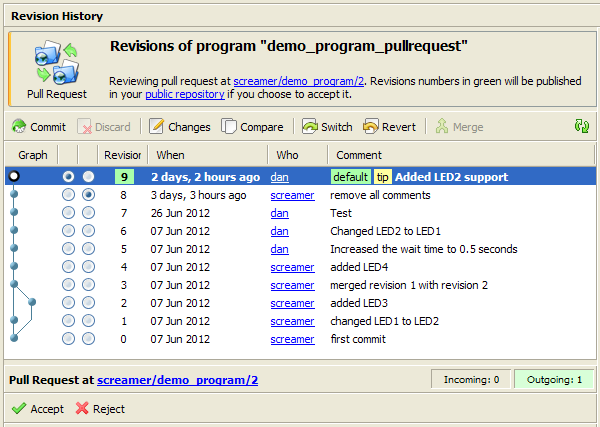 Revision History
Revisions of program "demo_program_pullrequest"
Reviewing pull request at screamer/demo_program/2. Revisions numbers in green will be published
in your public repository if you choose to accept it.
Pull Request
Commit Discard Changes Compare Switch Revert Merge
Graph Revision When Who Comment
9 2 days, 2 hours ago dan default tip Added LED2 support
8 3 days, 3 hours ago screamer remove all comments
7 26 Jun 2012 dan Test
6 07 Jun 2012 dan Changed LED2 to LED1
5 07 Jun 2012 dan Increased the wait time to 0.5 seconds
4 07 Jun 2012 screamer added LED4
3 07 Jun 2012 screamer merged revision 1 with revision 2
2 07 Jun 2012 screamer added LED3
1 07 Jun 2012 screamer changed LED1 to LED2
0 07 Jun 2012 screamer first commit
Pull Request at screamer/demo_program/2 Incoming: 0 Outgoing: 1
Accept Reject